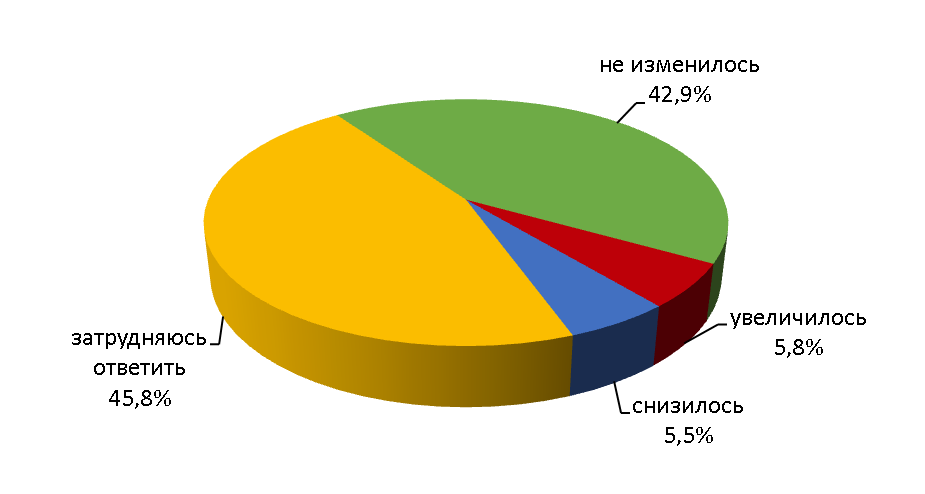 не изменилось
42,9%
увеличилось
5,8%
затрудняюсь
ответить
45,8%
снизилось
5,5%